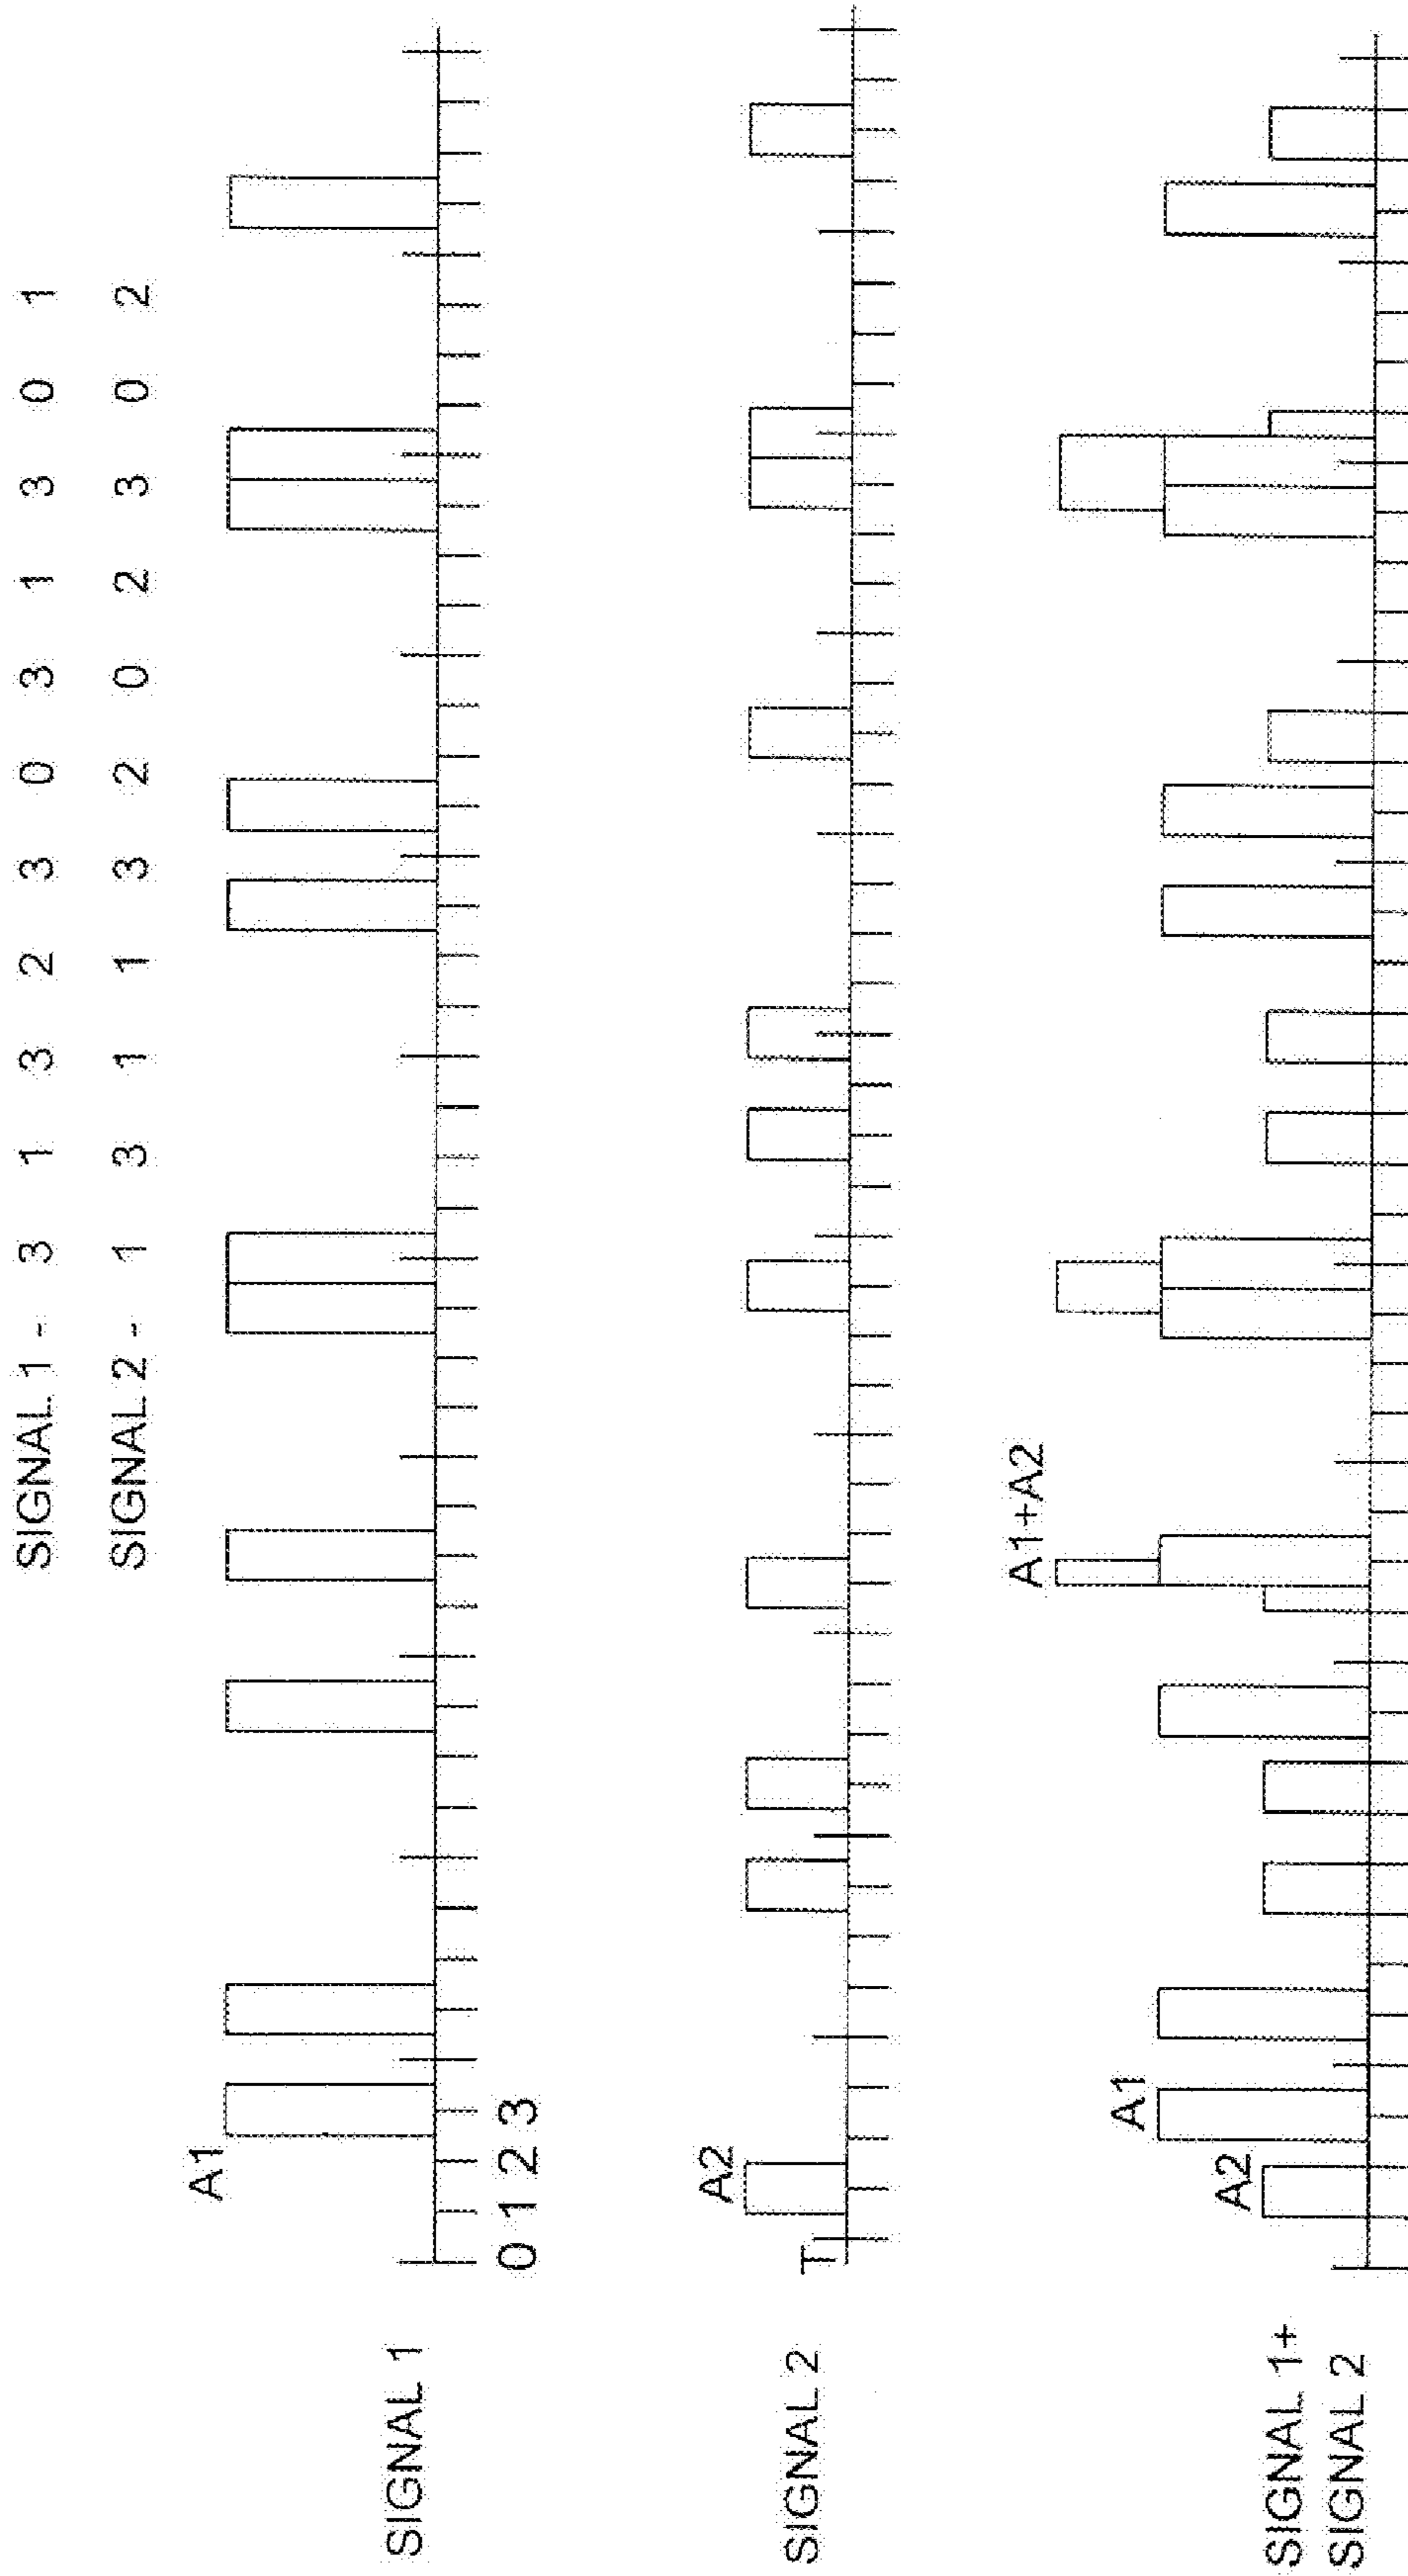 SIGNAL 1 - 3 1 3 2 3 0 3 1 3 0 1
SIGNAL 2 - 1 3 1 1 3 2 0 2 3 0 2
A1
SIGNAL 1
0 1 2 3
A2
T
SIGNAL 2
A1+A2
A1
A2
SIGNAL 1+
SIGNAL 2